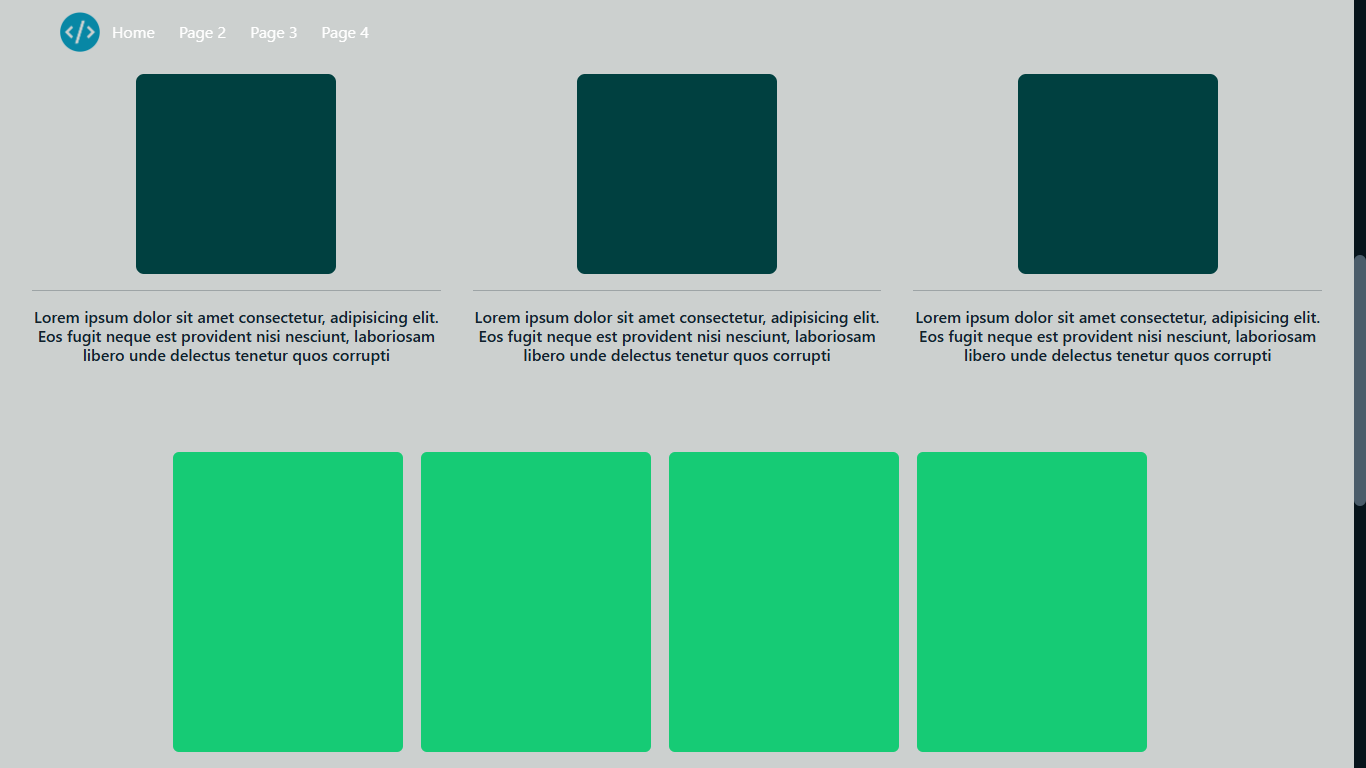 </> Home Page 2 Page 3 Page 4
Lorem ipsum dolor sit amet consectetur, adipisicing elit.
Eos fugit neque est provident nisi nesciunt, laboriosam
libero unde delectus tenetur quos corrupti
Lorem ipsum dolor sit amet consectetur, adipisicing elit.
Eos fugit neque est provident nisi nesciunt, laboriosam
libero unde delectus tenetur quos corrupti
Lorem ipsum dolor sit amet consectetur, adipisicing elit.
Eos fugit neque est provident nisi nesciunt, laboriosam
libero unde delectus tenetur quos corrupti